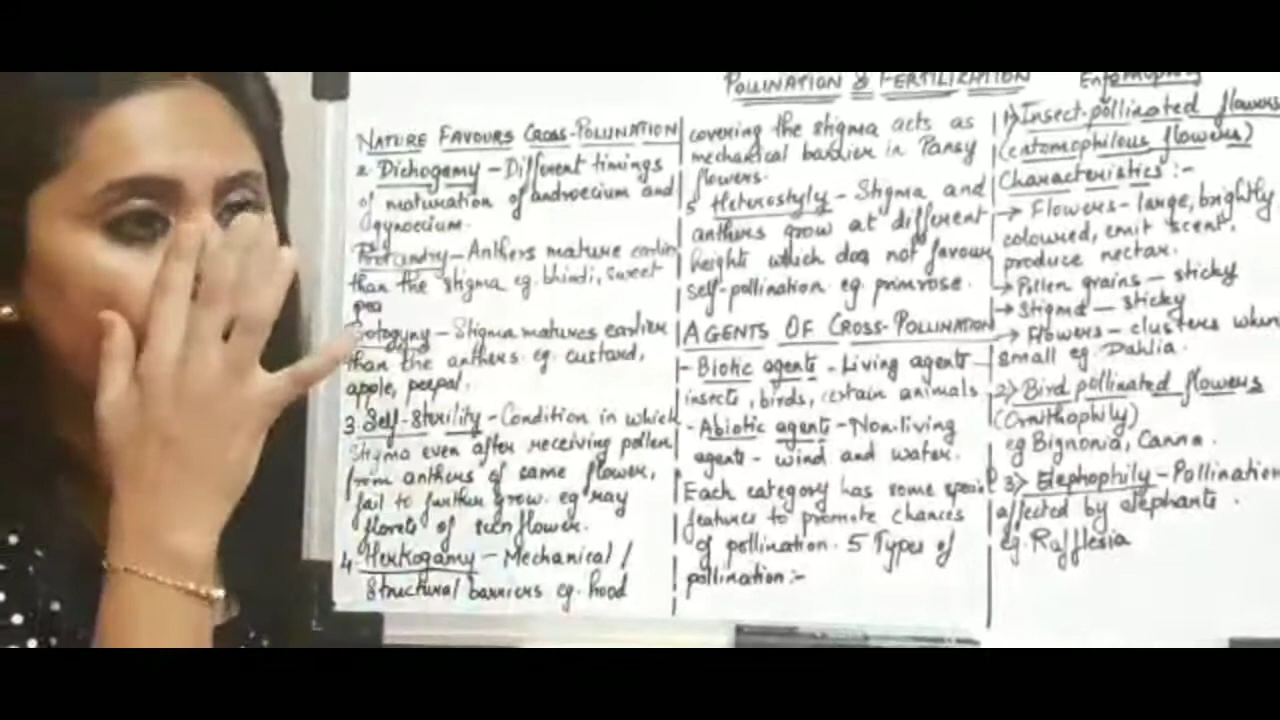 POLLINATION & FERTILIZATION
NATURE FAVOURS CROSS-POLLINATION
2. Dichogamy – Different timings
of maturation of androecium and
gynoecium.
Protandry – Anthers mature earlier
than the stigma eg. bhindi, sweet
pea
Protogyny – Stigma matures earlier
than the anthers eg. custard,
apple, peepal.
3. Self-Sterility – Condition in which
Stigma even after receiving pollen
from anthers of same flower,
fail to further grow. eg ray
florets of sunflower.
4. Herkogamy – Mechanical /
Structural barriers eg. hood
covering the stigma acts as
mechanical barrier in Pansy
flowers.
5 Heterostyly – Stigma and
anthers grow at different
heights which does not favour
self-pollination eg. primrose.
AGENTS OF CROSS-POLLINATION
- Biotic agents - Living agent
insects, birds, certain animals
- Abiotic agent - Non-living
agents - wind and water.
Each category has some special
features to promote chances
of pollination. 5 Types of
pollination:-
Entomophily
1) Insect-pollinated flowers
(entomophilous flowers)
Characteristics :-
→ Flowers – large, brightly
coloured, emit scent,
produce nectar.
→ Pollen grains – sticky
→ Stigma – sticky
→ Flowers – clusters when
small eg. Dahlia.
2) Bird pollinated flowers
(Ornithophily)
eg Bignonia, Canna.
3) Elephophily – Pollination
affected by elephants.
eg. Rafflesia